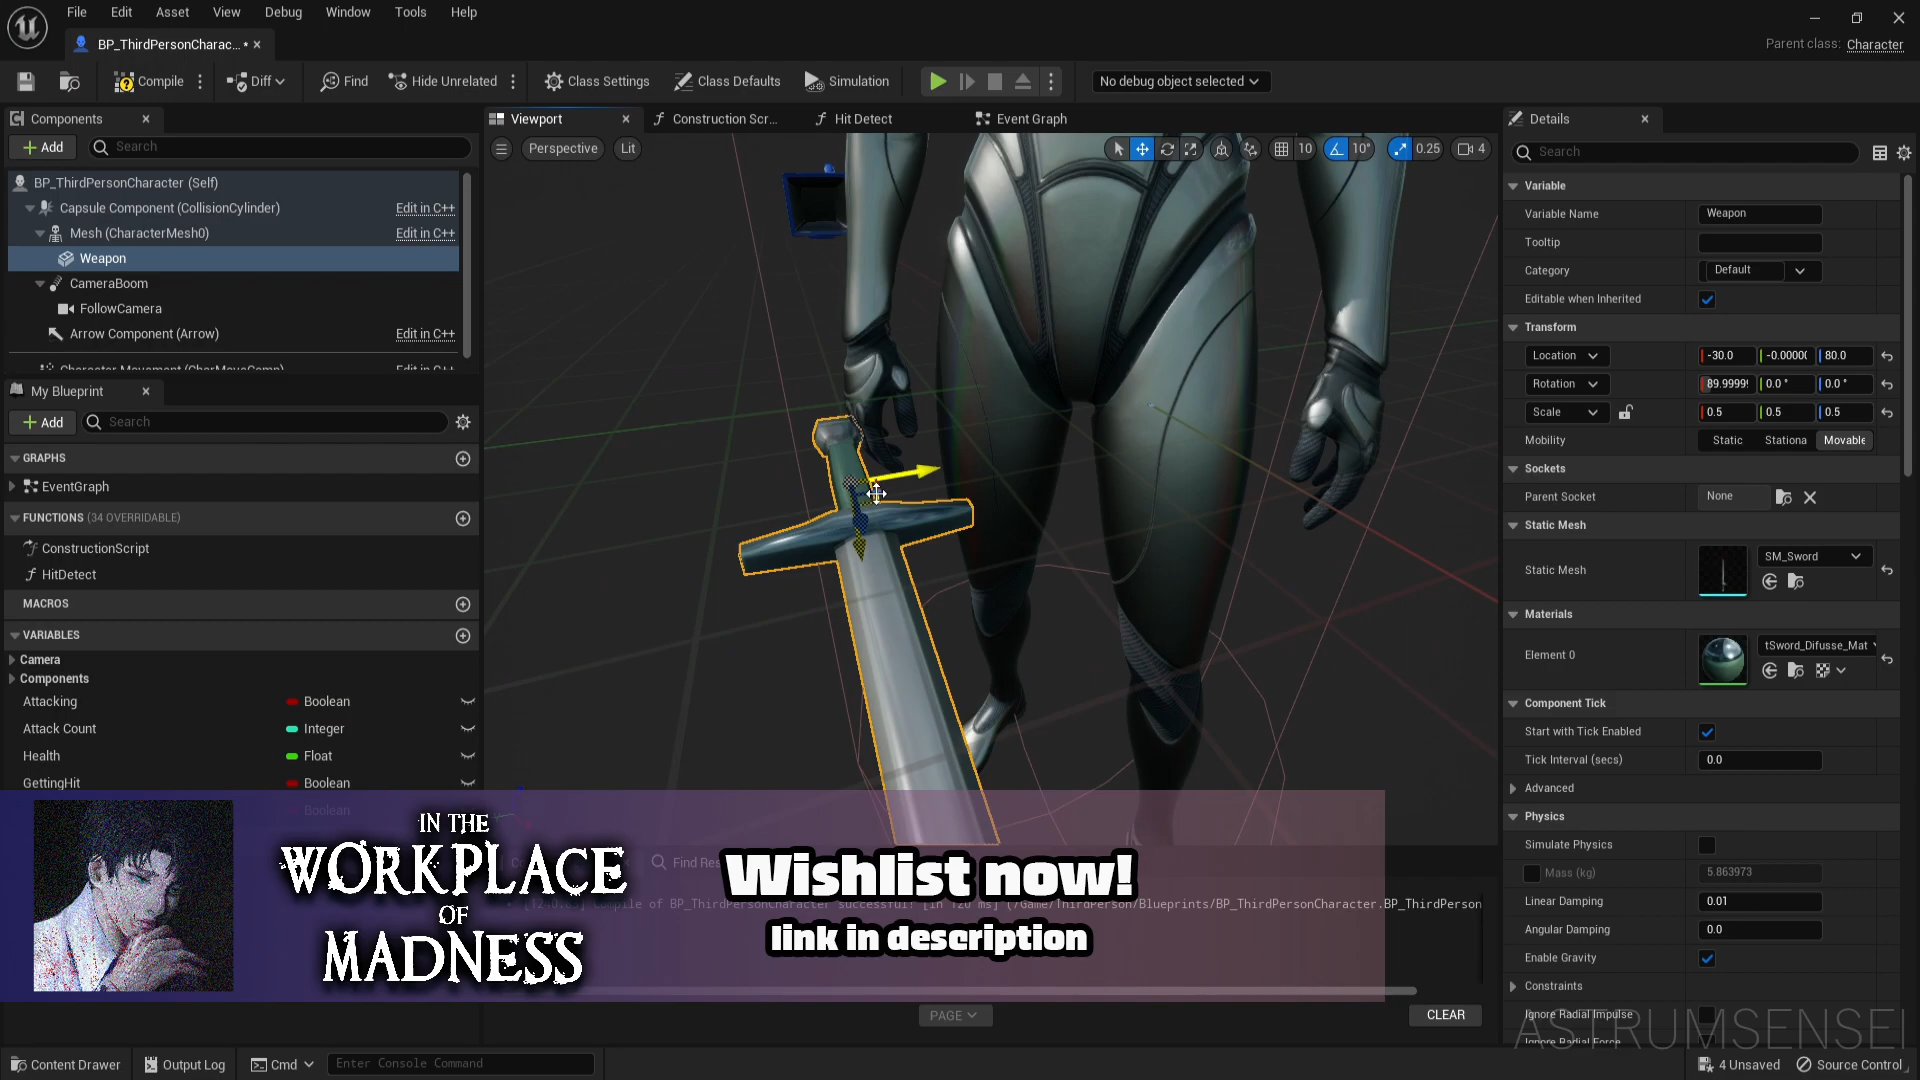 File Edit Asset View Debug Window Tools Help
BP_ThirdPersonCharac... •
Parent class: Character
Compile Diff Find Hide Unrelated Class Settings Class Defaults Simulation No debug object selected
Components
Add Search
BP_ThirdPersonCharacter (Self)
Capsule Component (CollisionCylinder) Edit in C++
Mesh (CharacterMesh0) Edit in C++
Weapon
CameraBoom
FollowCamera
Arrow Component (Arrow) Edit in C++
Character Movement (CharMoveComp) Edit in C++
My Blueprint
Add Search
GRAPHS
EventGraph
FUNCTIONS (34 OVERRIDABLE)
ConstructionScript
HitDetect
MACROS
VARIABLES
Camera
Components
Attacking Boolean
Attack Count Integer
Health Float
GettingHit Boolean
Boolean
Viewport Construction Scr... Hit Detect Event Graph
Perspective Lit 10 10° 0.25 4
Details
Search
Variable
Variable Name Weapon
Tooltip
Category Default
Editable when Inherited
Transform
Location -30.0 -0.0000 80.0
Rotation 89.9999 0.0 ° 0.0 °
Scale 0.5 0.5 0.5
Mobility Static Stationa Movable
Sockets
Parent Socket None
Static Mesh
Static Mesh SM_Sword
Materials
Element 0 tSword_Difusse_Mat
Component Tick
Start with Tick Enabled
Tick Interval (secs) 0.0
Advanced
Physics
Simulate Physics
Mass (kg) 5.863973
Linear Damping 0.01
Angular Damping 0.0
Enable Gravity
Constraints
Ignore Radial Impulse
Ignore Radial Force
IN THE
WORKPLACE
OF
MADNESS
Find Res
Wishlist now!
Compile of BP_ThirdPersonCharacter successful! [in 120 ms] (/Game/ThirdPerson/Blueprints/BP_ThirdPersonCharacter.BP_ThirdPerson
link in description
PAGE CLEAR
ASTRUMSENSEI
Content Drawer Output Log Cmd Enter Console Command 4 Unsaved Source Control